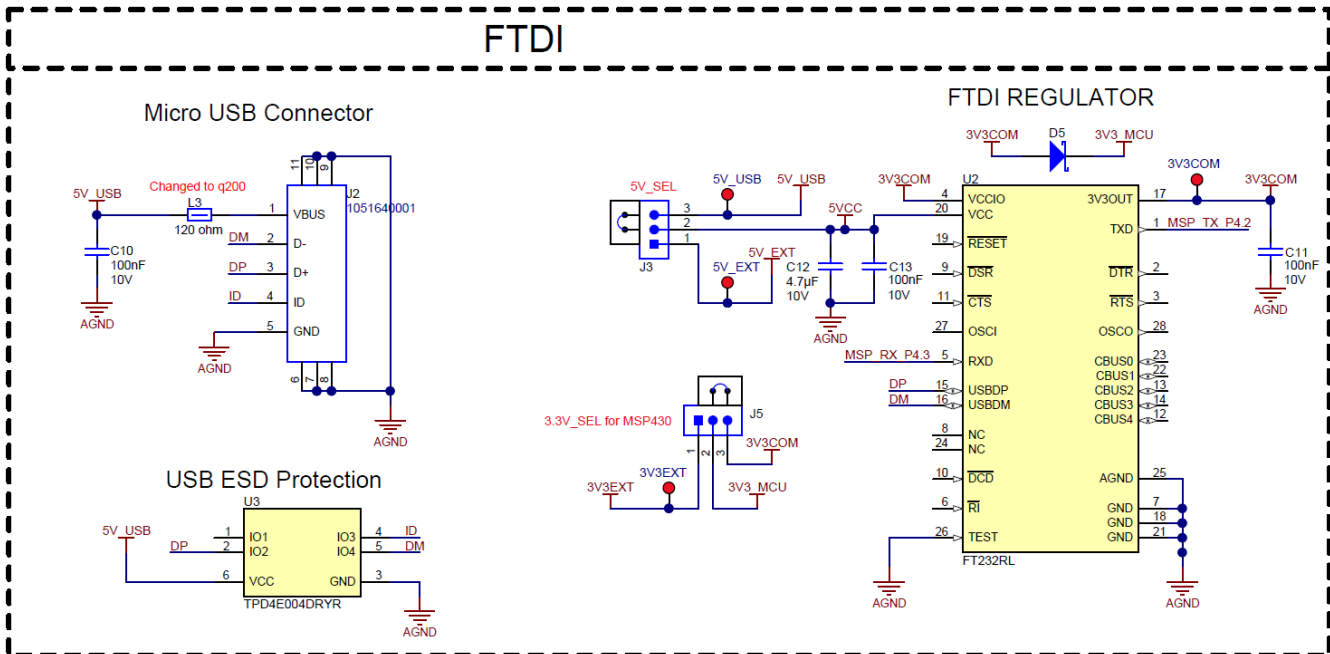 FTDI
Micro USB Connector
5V_USB
Changed to q200
L3
120 ohm
C10
100nF
10V
AGND
DM
DP
ID
AGND
1
2
3
4
5
VBUS
D-
D+
ID
GND
11
10
9
6
7
8
J2
1051640001
AGND
USB ESD Protection
U3
5V_USB
DP
1
2
6
IO1
IO2
VCC
IO3
IO4
GND
4
5
3
ID
DM
TPD4E004DRYR
AGND
5V_SEL
3
2
1
J3
5V_USB
5V_USB
5V_EXT
5V_EXT
5VCC
C12
4.7µF
10V
C13
100nF
10V
AGND
3.3V_SEL for MSP430
J5
1
2
3
3V3COM
3V3_MCU
3V3EXT
3V3EXT
FTDI REGULATOR
3V3COM
D5
3V3_MCU
3V3COM
U2
4 VCCIO
20 VCC
19 RESET
9 DSR
11 CTS
27 OSCI
MSP_RX_P4.3 5 RXD
DP 15 USBDP
DM 16 USBDM
8 NC
24 NC
10 DCD
6 RI
26 TEST
3V3OUT 17
TXD 1 MSP_TX_P4.2
DTR 2
RTS 3
OSCO 28
CBUS0 23
CBUS1 22
CBUS2 13
CBUS3 14
CBUS4 12
AGND 25
GND 7
GND 18
GND 21
FT232RL
3V3COM
3V3COM
C11
100nF
10V
AGND
AGND
AGND